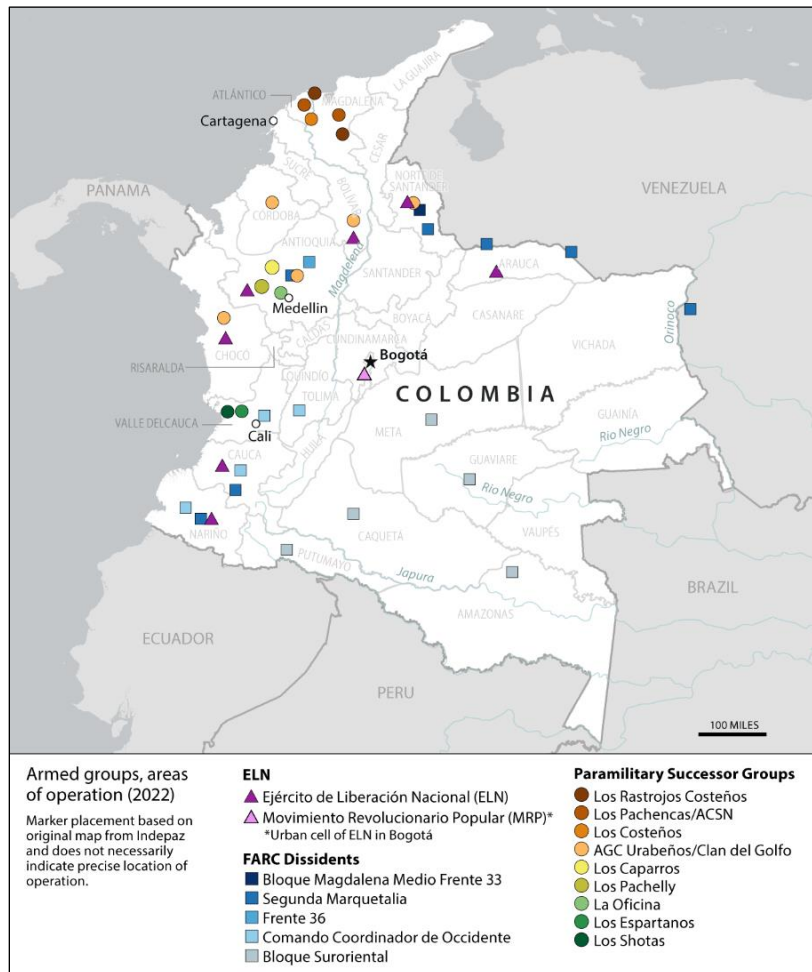 LA GUAJIRA
ATLÁNTICO
MAGDALENA
Cartagena
CESAR
SUCRE
NORTE DE
SANTANDER
BOLÍVAR
PANAMA
VENEZUELA
CÓRDOBA
ANTIOQUIA
Magdelena
SANTANDER
ARAUCA
Medellin
BOYACÁ
CASANARE
Orinoco
CHOCÓ
CALDAS
CUNDINAMARCA
VICHADA
RISARALDA
Bogotá
QUINDÍO
TOLIMA
COLOMBIA
GUAINÍA
VALLE DELCAUCA
Cali
META
Rio Negro
HUILA
CAUCA
GUAVIARE
Rio Negro
NARIÑO
CAQUETÁ
VAUPÉS
PUTUMAYO
Japura
AMAZONAS
BRAZIL
ECUADOR
PERU
100 MILES
Armed groups, areas
of operation (2022)
Marker placement based on
original map from Indepaz
and does not necessarily
indicate precise location of
operation.
ELN
Ejército de Liberación Nacional (ELN)
Movimiento Revolucionario Popular (MRP)*
*Urban cell of ELN in Bogotá
FARC Dissidents
Bloque Magdalena Medio Frente 33
Segunda Marquetalia
Frente 36
Comando Coordinador de Occidente
Bloque Suroriental
Paramilitary Successor Groups
Los Rastrojos Costeños
Los Pachencas/ACSN
Los Costeños
AGC Urabeños/Clan del Golfo
Los Caparros
Los Pachelly
La Oficina
Los Espartanos
Los Shotas